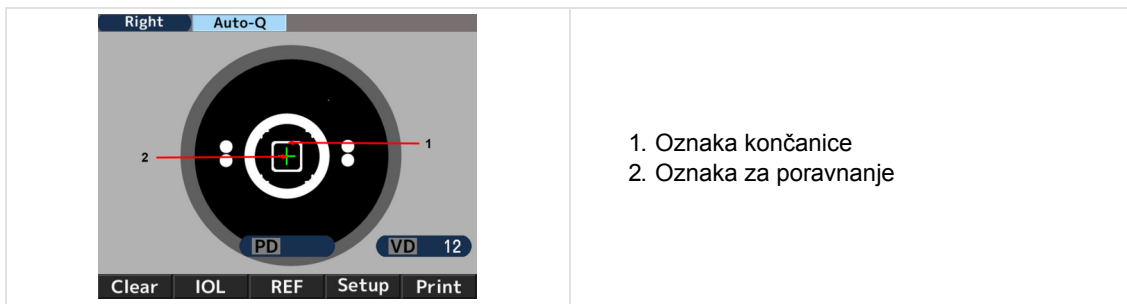 Right Auto-Q
1
2
PD VD 12
Clear IOL REF Setup Print
1. Oznaka končanice
2. Oznaka za poravnanje